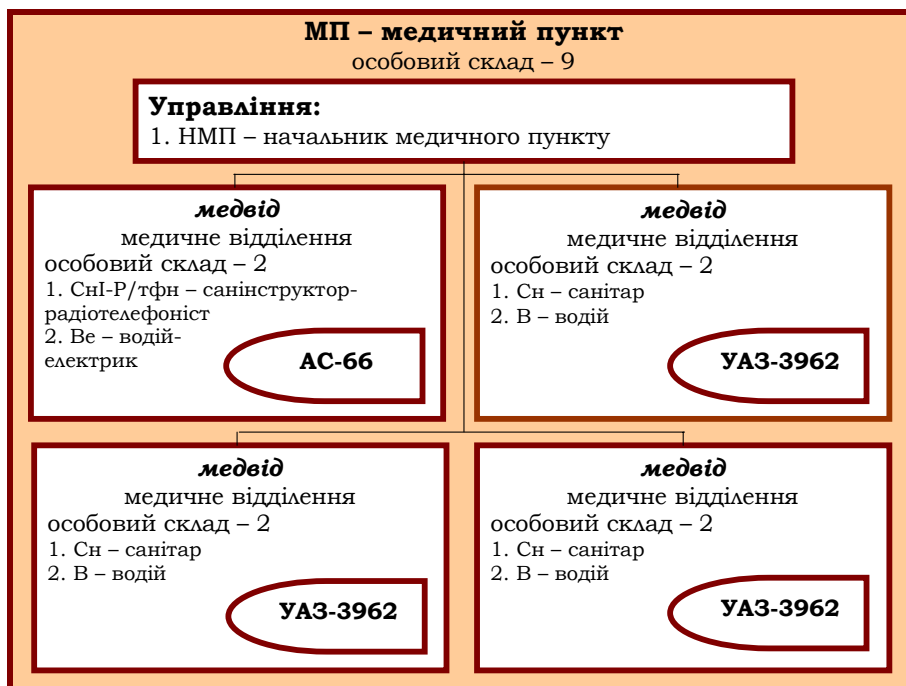 МП – медичний пункт
особовий склад – 9
Управління:
1. НМП – начальник медичного пункту
медвід
медичне відділення
особовий склад – 2
1. СнІ-Р/тфн – санінструктор-
радіотелефоніст
2. Ве – водій-
електрик
АС-66
медвід
медичне відділення
особовий склад – 2
1. Сн – санітар
2. В – водій
УАЗ-3962
медвід
медичне відділення
особовий склад – 2
1. Сн – санітар
2. В – водій
УАЗ-3962
медвід
медичне відділення
особовий склад – 2
1. Сн – санітар
2. В – водій
УАЗ-3962